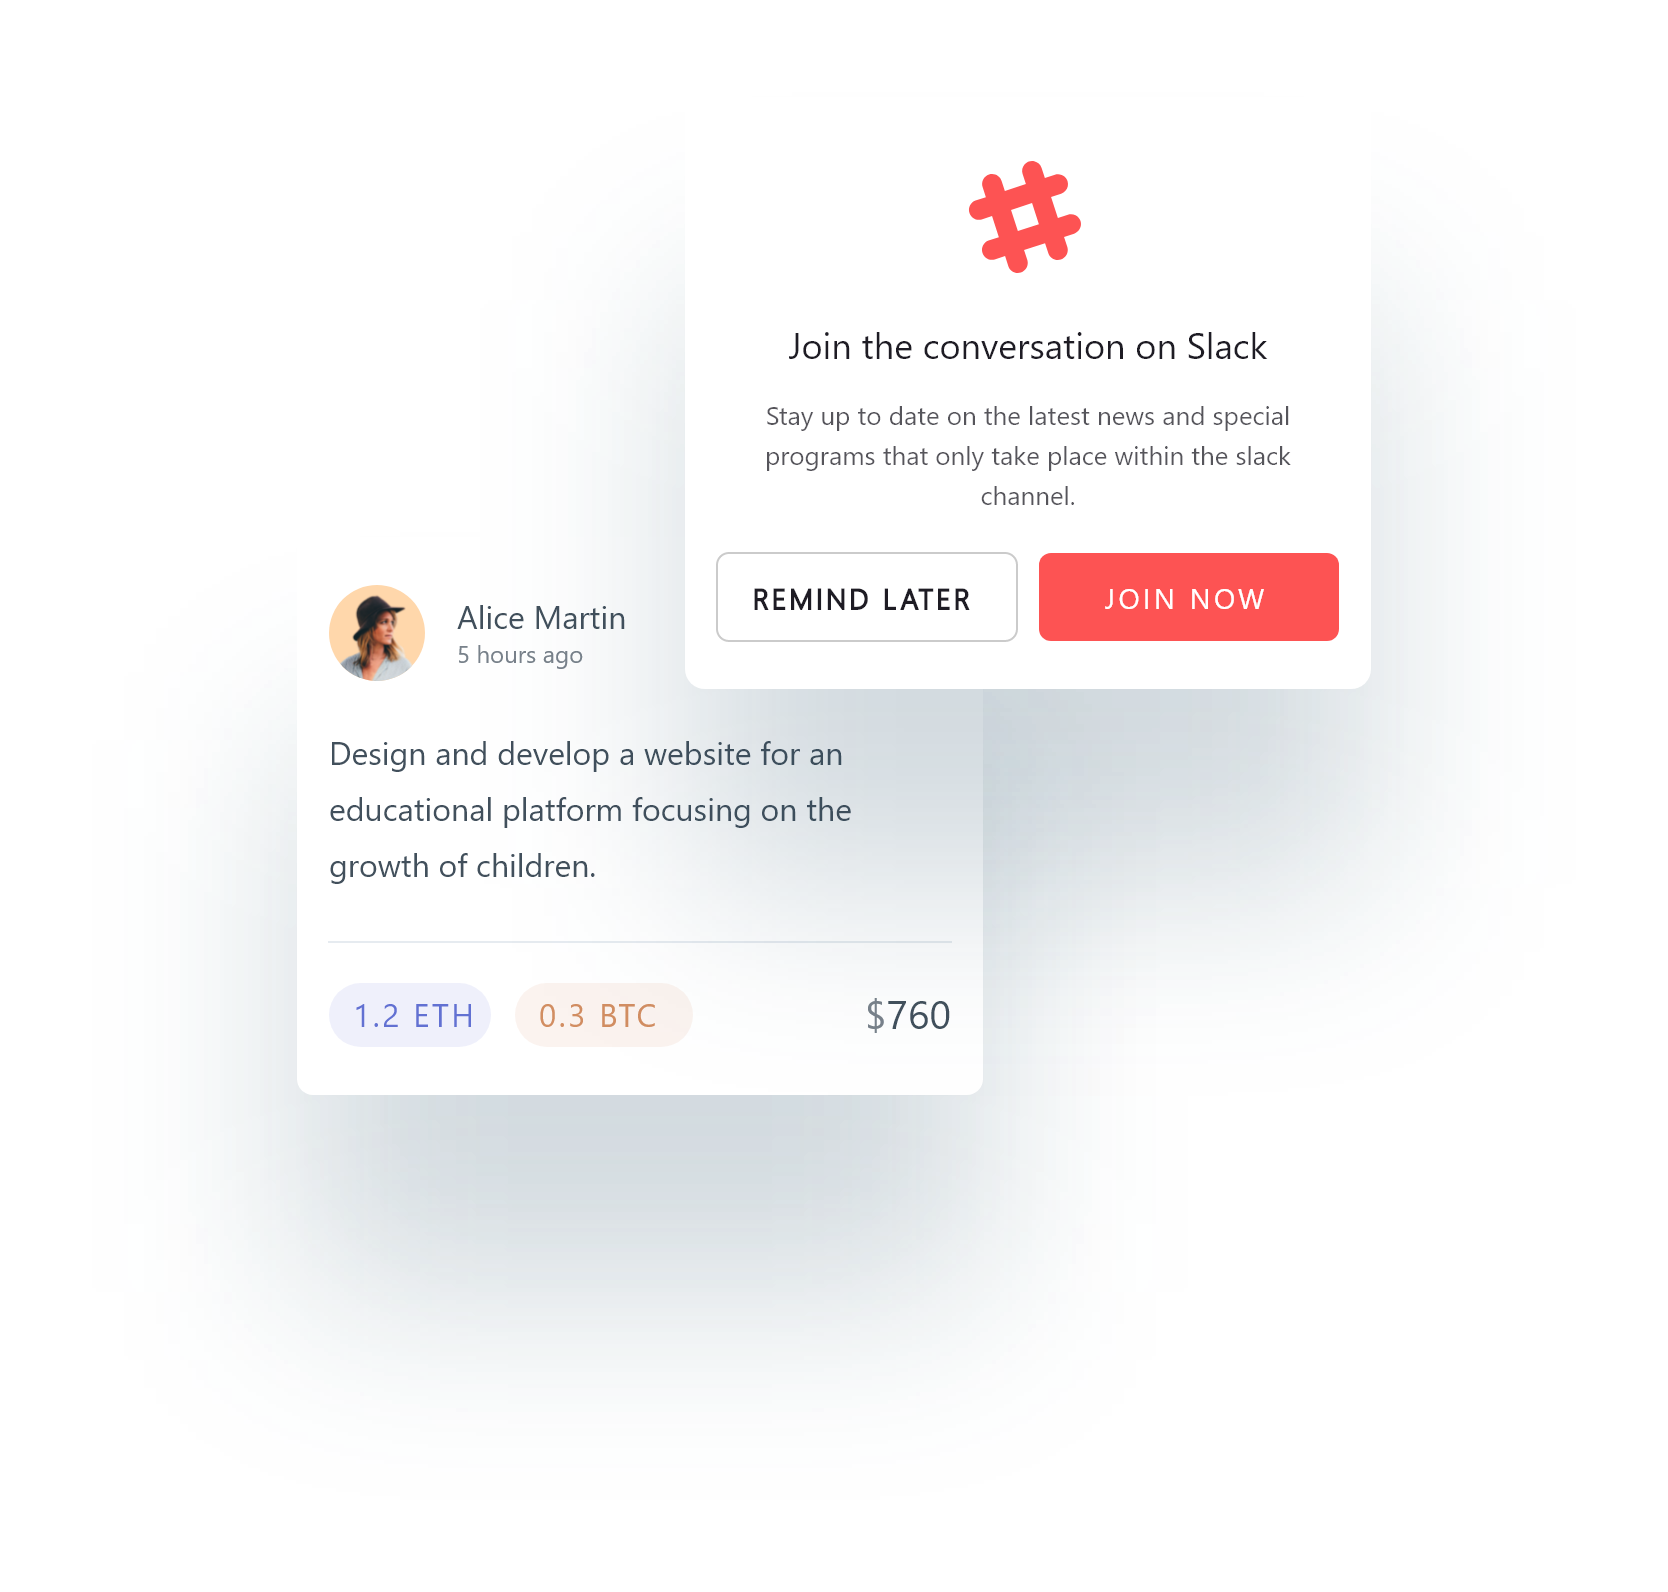 Join the conversation on Slack
Stay up to date on the latest news and special
programs that only take place within the slack
channel.
REMIND LATER
JOIN NOW
Alice Martin
5 hours ago
Design and develop a website for an
educational platform focusing on the
growth of children.
1.2 ETH
0.3 BTC
$760